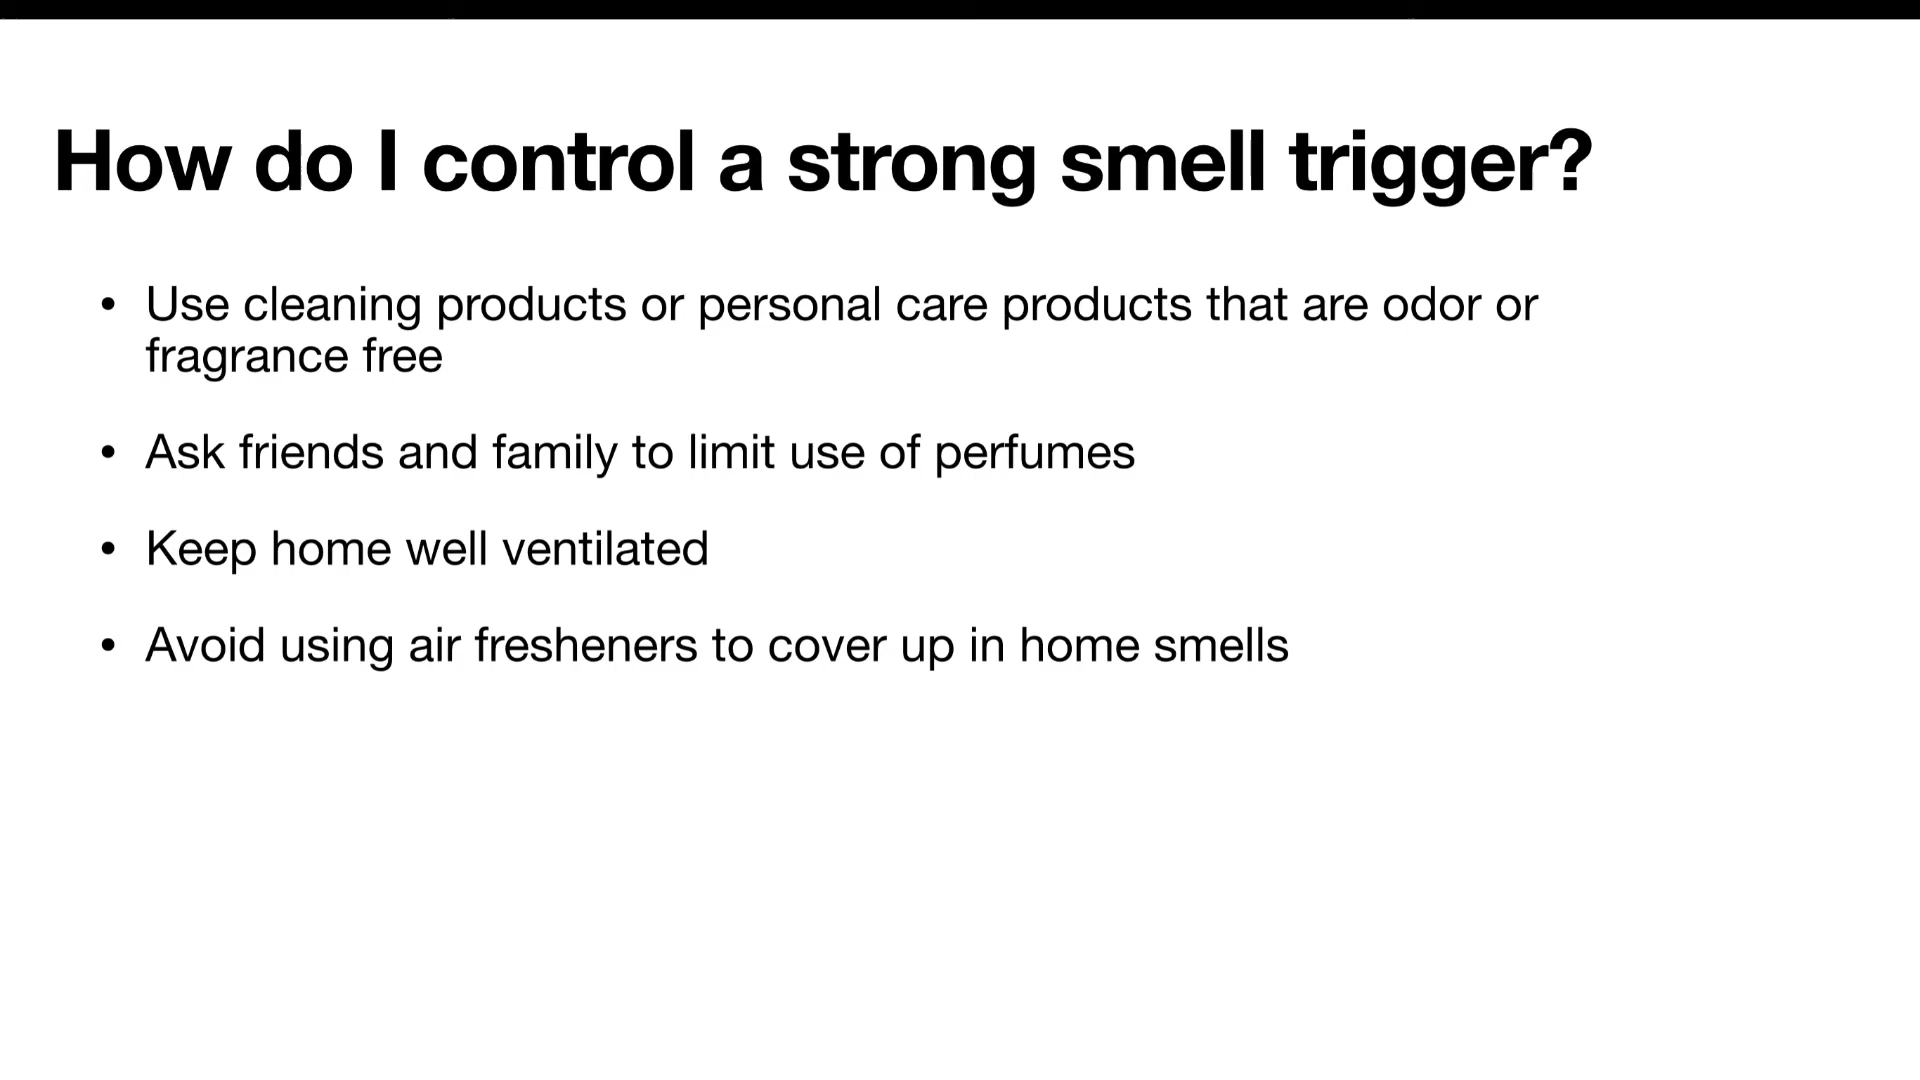 How do I control a strong smell trigger?
• Use cleaning products or personal care products that are odor or
fragrance free
• Ask friends and family to limit use of perfumes
• Keep home well ventilated
• Avoid using air fresheners to cover up in home smells